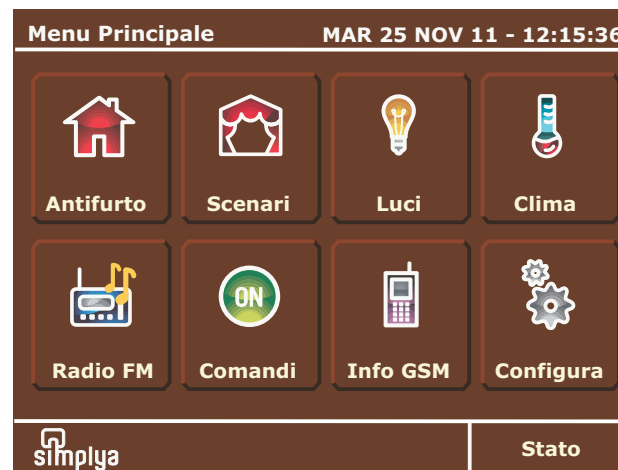 Menu Principale MAR 25 NOV 11 - 12:15:36
Antifurto Scenari Luci Clima
ON
Radio FM Comandi Info GSM Configura
simplya Stato